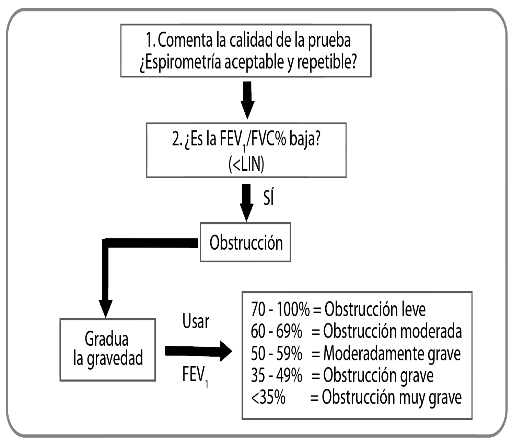 1. Comenta la calidad de la prueba
¿Espirometría aceptable y repetible?
2. ¿Es la FEV1/FVC% baja?
(<LIN)
SÍ
Obstrucción
Gradua
la gravedad
Usar
FEV1
70 - 100% = Obstrucción leve
60 - 69% = Obstrucción moderada
50 - 59% = Moderadamente grave
35 - 49% = Obstrucción grave
<35% = Obstrucción muy grave